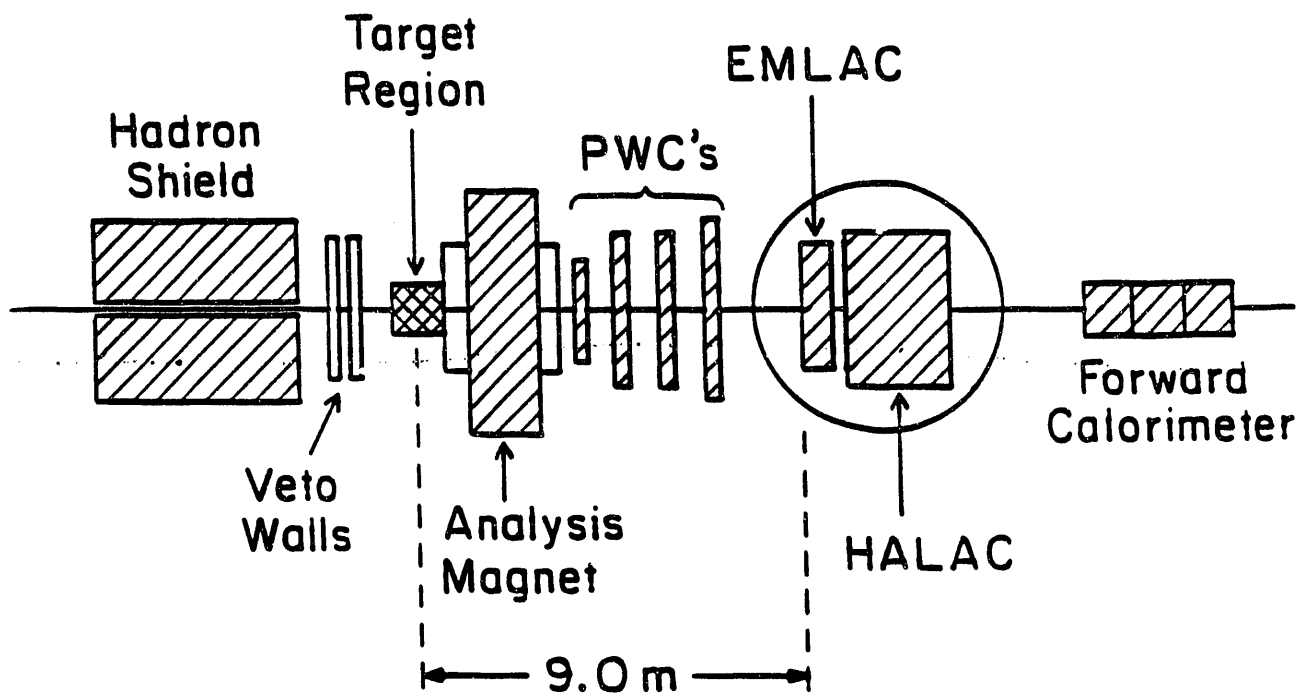 Target
Region
EMLAC
Hadron
Shield
PWC's
Forward
Calorimeter
Veto
Walls
Analysis
Magnet
HALAC
9.0 m